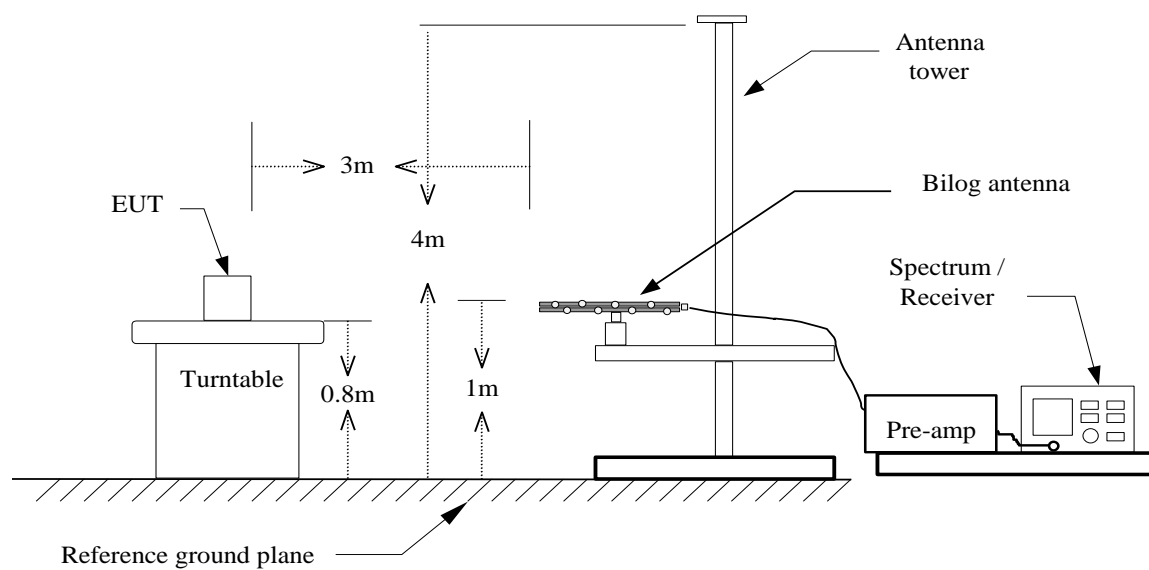 Antenna
tower
3m
Bilog antenna
EUT
4m
Spectrum /
Receiver
Turntable
0.8m
1m
Pre-amp
Reference ground plane